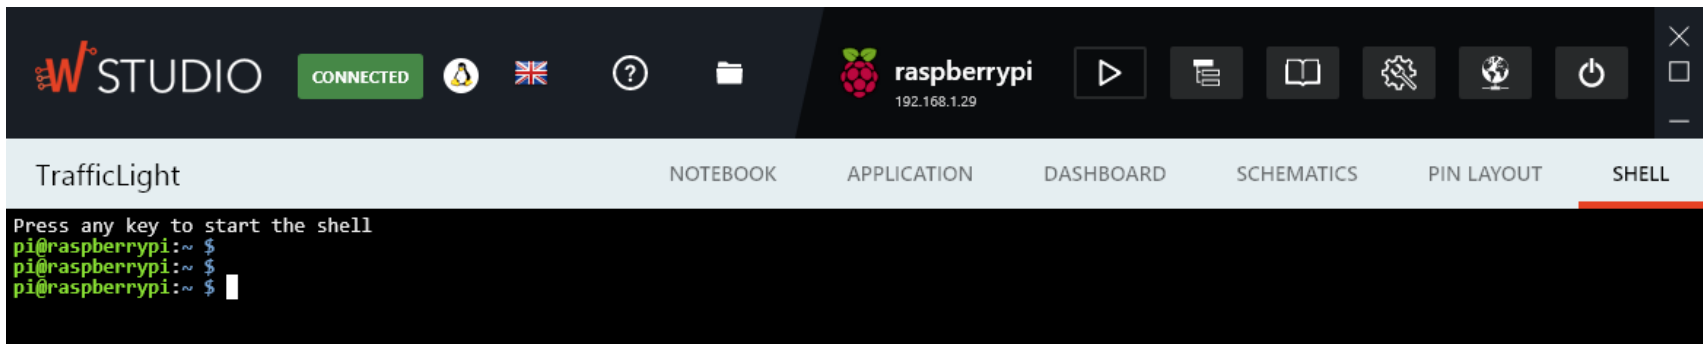 W STUDIO CONNECTED ? raspberrypi
192.168.1.29
TrafficLight NOTEBOOK APPLICATION DASHBOARD SCHEMATICS PIN LAYOUT SHELL
Press any key to start the shell
pi@raspberrypi:~ $
pi@raspberrypi:~ $
pi@raspberrypi:~ $